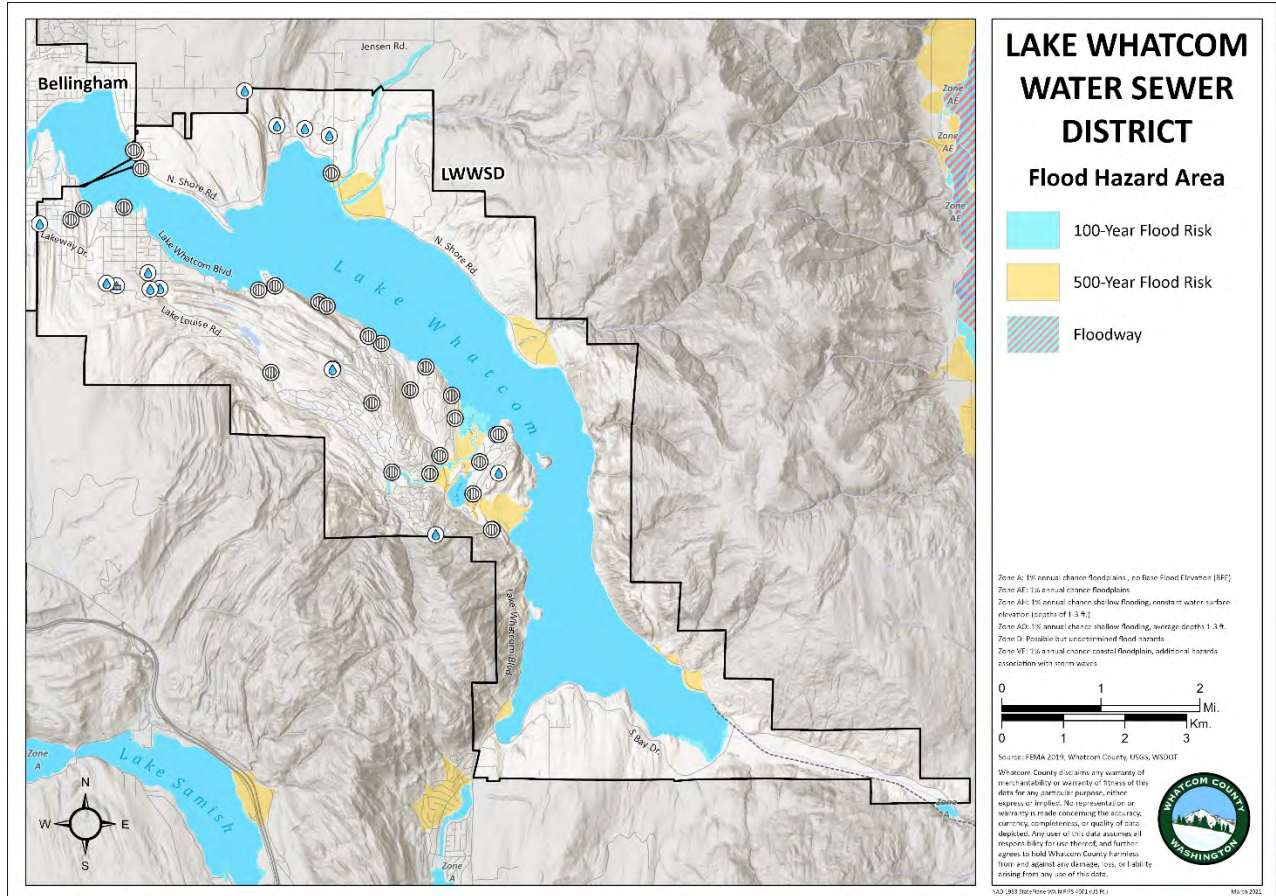 LAKE WHATCOM
WATER SEWER
DISTRICT
Flood Hazard Area
100-Year Flood Risk
500-Year Flood Risk
Floodway
Zone A: 1% annual chance floodplains, no Base Flood Elevation (BFE)
Zone AE: 1% annual chance floodplains
Zone AH: 1% annual chance shallow flooding, constant water surface
elevation (depths of 1-3 ft.)
Zone AO: 1% annual chance shallow flooding, average depths 1-3 ft.
Zone D: Possible but undetermined flood hazards
Zone VE: 1% annual chance coastal floodplain, additional hazards
association with storm waves
0 1 2
Mi.
Km.
0 1 2 3
Source: FEMA 2019, Whatcom County, USGS, WSDOT
Whatcom County disclaims any warranty of
merchantability or warranty of fitness of this
data for any particular purpose, either
express or implied. No representation or
warranty is made concerning the accuracy,
currency, completeness, or quality of data
depicted. Any user of this data assumes all
responsibility for use thereof, and further
agrees to hold Whatcom County harmless
from and against any damage, loss, or liability
arising from any use of this data.
WHATCOM COUNTY
WASHINGTON
March 2021
Jensen Rd.
Bellingham
LWWSD
N. Shore Rd.
Lakeway Dr.
Lake Whatcom Blvd.
N. Shore Rd.
Lake Whatcom
Lake Louise Rd.
Lake Whatcom Blvd.
S Bay Dr.
Lake Samish
Zone
A
Zone
A
Zone
A
Zone
AE
Zone
AE
Zone
AE
N
W E
S